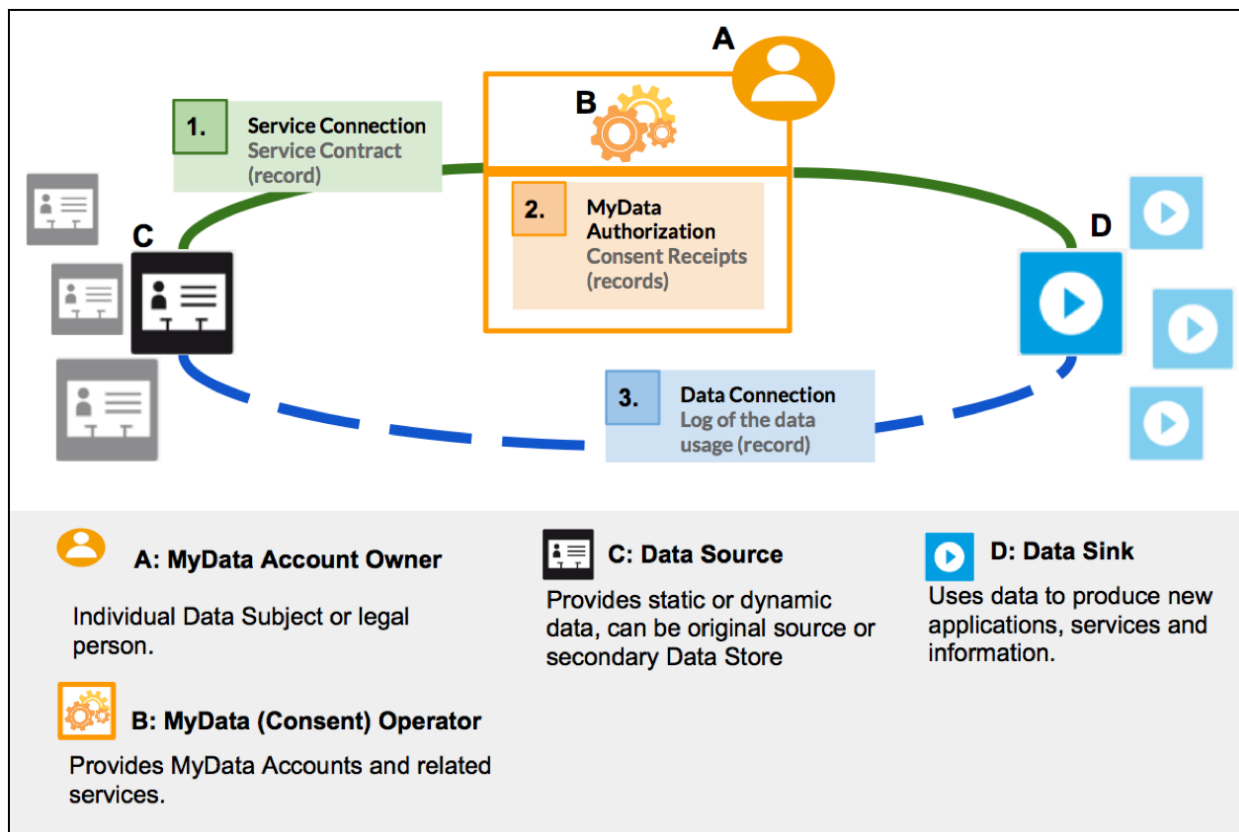 A
B
1.
Service Connection
Service Contract
(record)
2.
MyData
Authorization
Consent Receipts
(records)
C
D
3.
Data Connection
Log of the data
usage (record)
A: MyData Account Owner
Individual Data Subject or legal
person.
B: MyData (Consent) Operator
Provides MyData Accounts and related
services.
C: Data Source
Provides static or dynamic
data, can be original source or
secondary Data Store
D: Data Sink
Uses data to produce new
applications, services and
information.